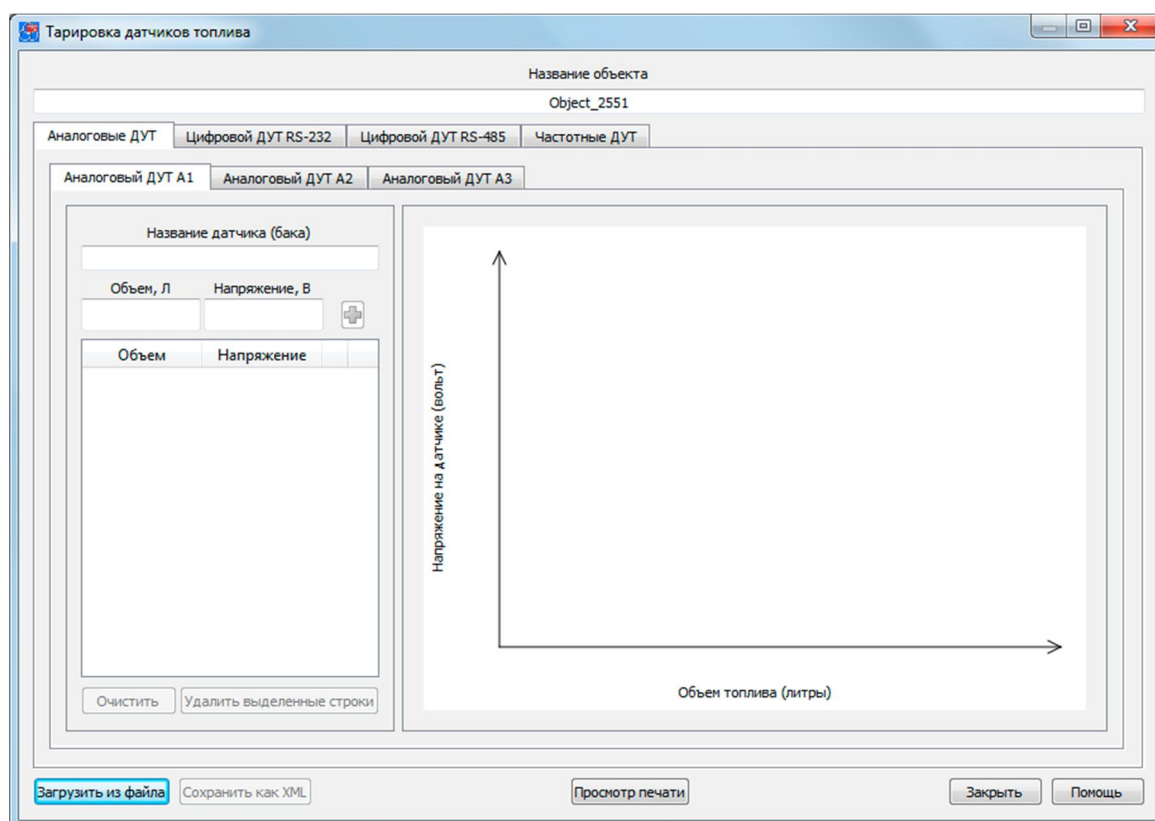 Тарировка датчиков топлива
Название объекта
Object_2551
Аналоговые ДУТ Цифровой ДУТ RS-232 Цифровой ДУТ RS-485 Частотные ДУТ
Аналоговый ДУТ А1 Аналоговый ДУТ А2 Аналоговый ДУТ А3
Название датчика (бака)
Объем, Л Напряжение, В
Объем Напряжение
Очистить Удалить выделенные строки
Напряжение на датчике (вольт)
Объем топлива (литры)
Загрузить из файла Сохранить как XML Просмотр печати Закрыть Помощь